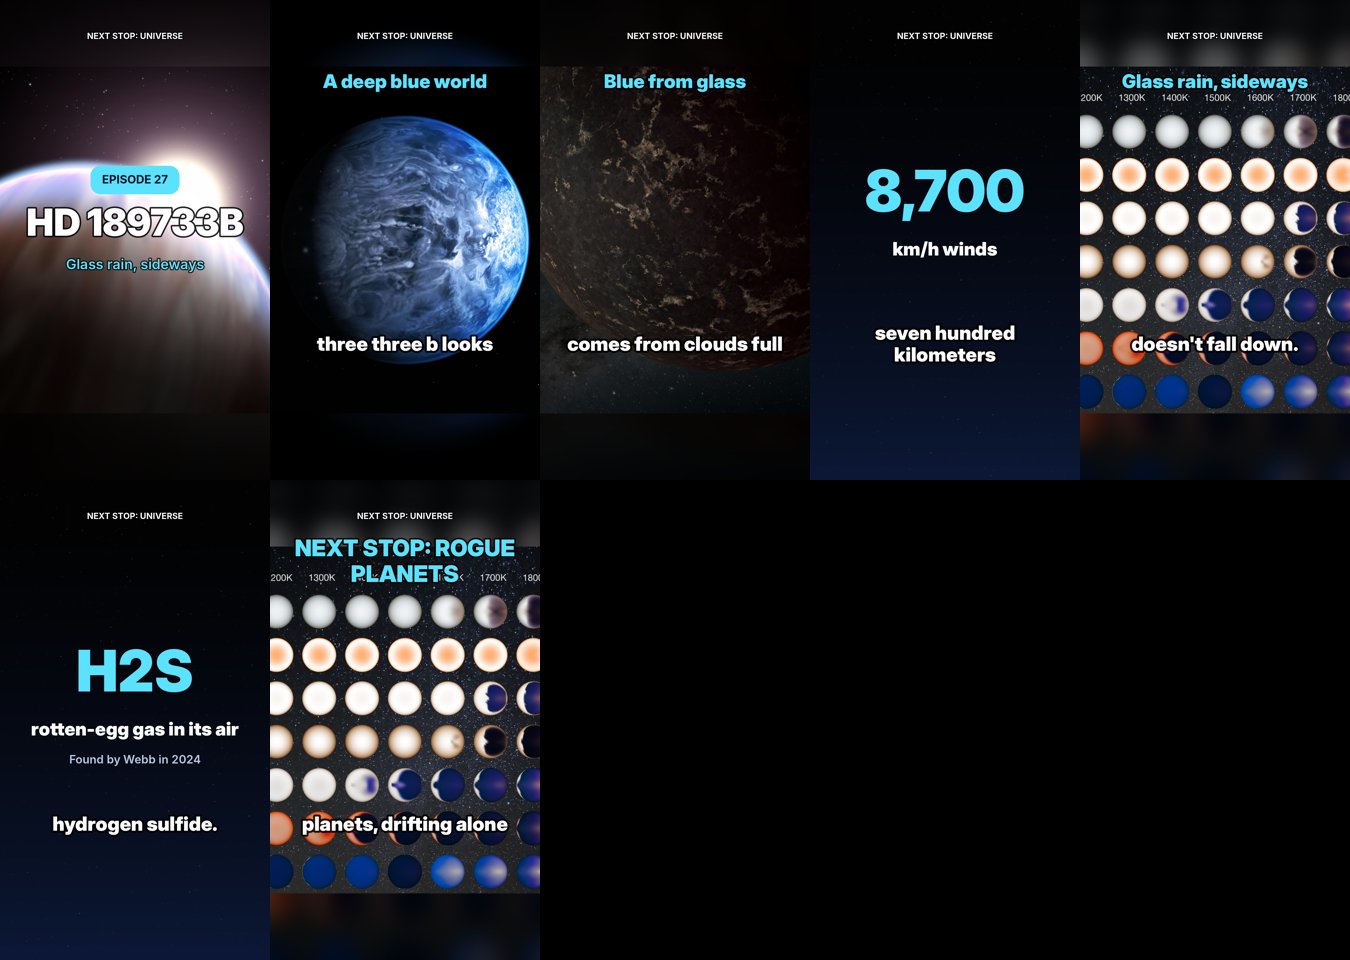 NEXT STOP: UNIVERSE
EPISODE 27
HD 189733B
Glass rain, sideways
NEXT STOP: UNIVERSE
A deep blue world
three three b looks
NEXT STOP: UNIVERSE
Blue from glass
comes from clouds full
NEXT STOP: UNIVERSE
8,700
km/h winds
seven hundred
kilometers
NEXT STOP: UNIVERSE
Glass rain, sideways
200K 1300K 1400K 1500K 1600K 1700K 1800
doesn't fall down.
NEXT STOP: UNIVERSE
H2S
rotten-egg gas in its air
Found by Webb in 2024
hydrogen sulfide.
NEXT STOP: UNIVERSE
NEXT STOP: ROGUE
PLANETS
200K 1300K 1700K 1800
planets, drifting alone